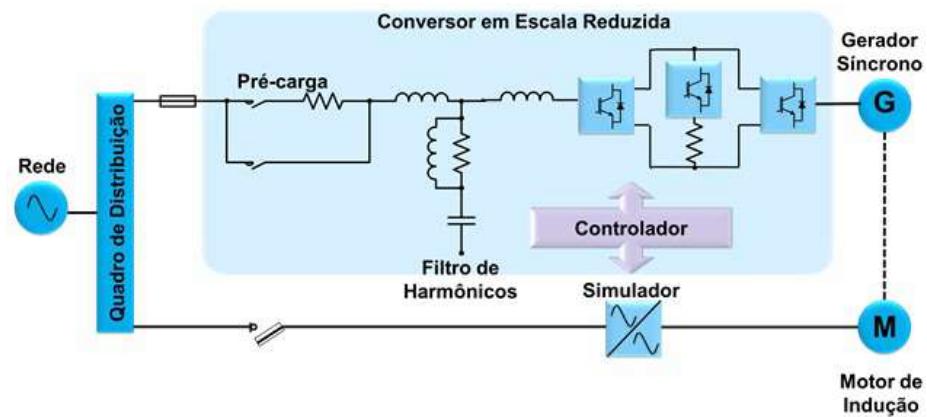 Conversor em Escala Reduzida
Gerador
Síncrono
Pré-carga
G
Rede
Quadro de Distribuição
Controlador
Filtro de
Harmônicos
Simulador
M
Motor de
Indução